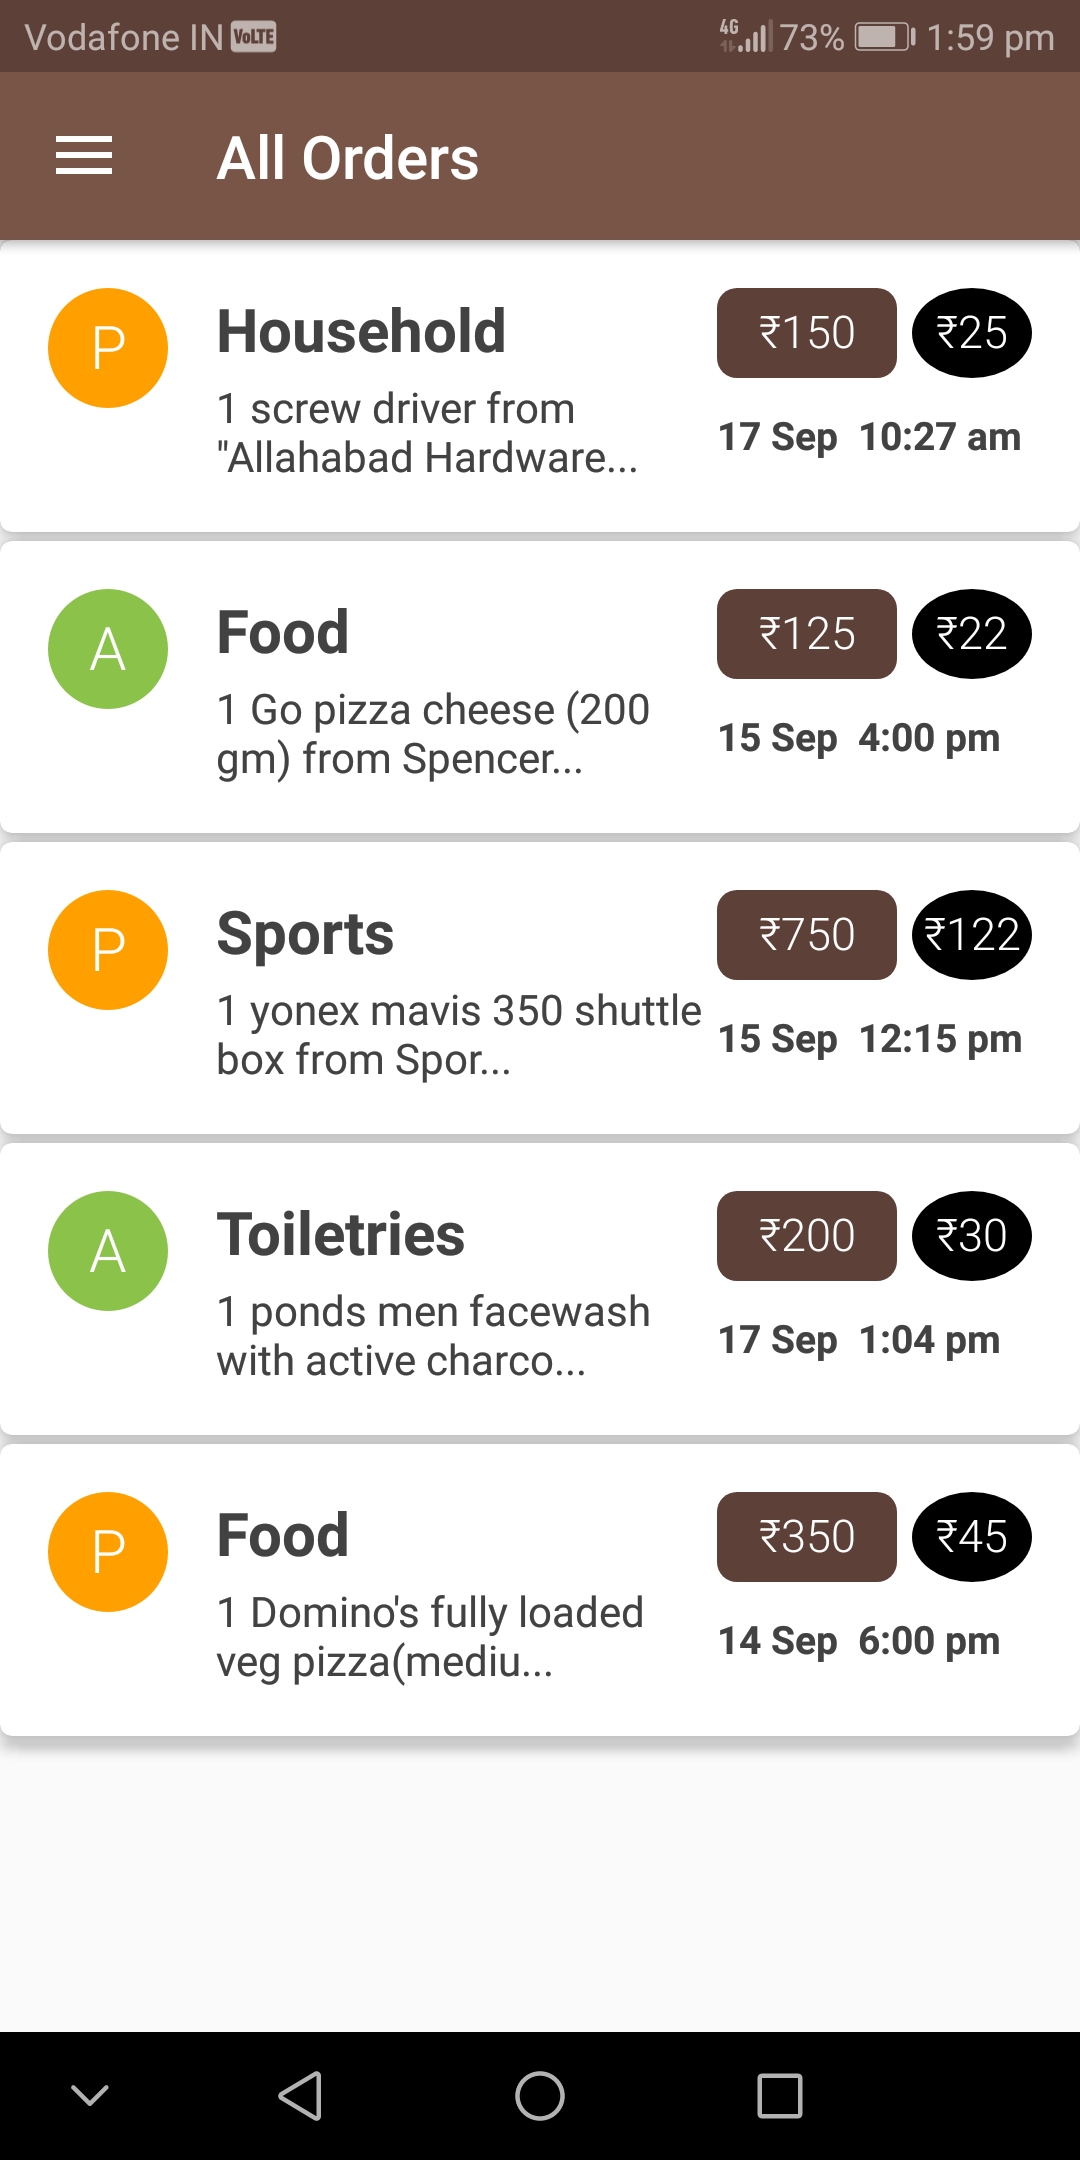 Vodafone IN VoLTE 4G 73% 1:59 pm
All Orders
P
Household
1 screw driver from
"Allahabad Hardware...
₹150 ₹25
17 Sep 10:27 am
A
Food
1 Go pizza cheese (200
gm) from Spencer...
₹125 ₹22
15 Sep 4:00 pm
P
Sports
1 yonex mavis 350 shuttle
box from Spor...
₹750 ₹122
15 Sep 12:15 pm
A
Toiletries
1 ponds men facewash
with active charco...
₹200 ₹30
17 Sep 1:04 pm
P
Food
1 Domino's fully loaded
veg pizza(mediu...
₹350 ₹45
14 Sep 6:00 pm